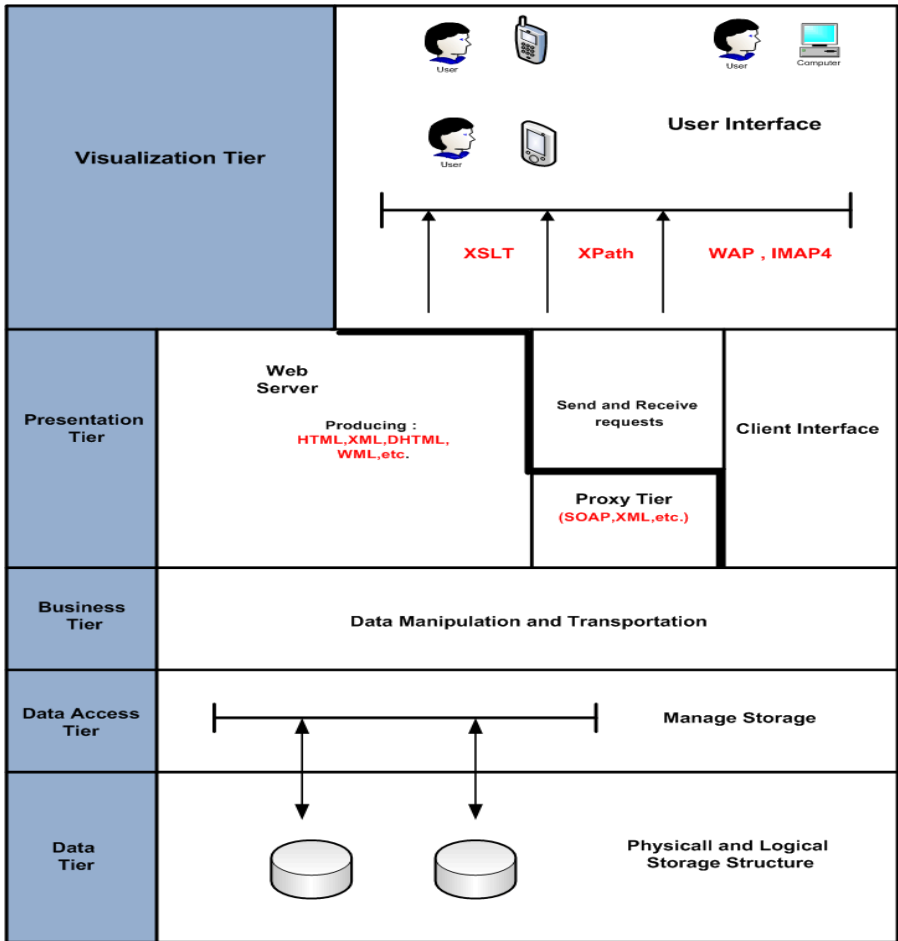 User
User
Computer
User Interface
Visualization Tier
User
XSLT
XPath
WAP , IMAP4
Presentation
Tier
Web
Server
Producing :
HTML,XML,DHTML,
WML,etc.
Send and Receive
requests
Client Interface
Proxy Tier
(SOAP,XML,etc.)
Business
Tier
Data Manipulation and Transportation
Data Access
Tier
Manage Storage
Data
Tier
Physicall and Logical
Storage Structure